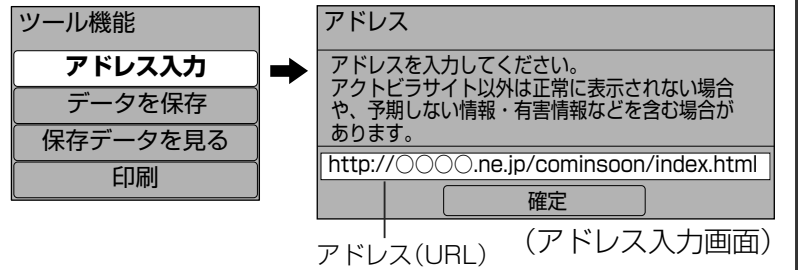 ツール機能
アドレス入力
データを保存
保存データを見る
印刷
アドレス
アドレスを入力してください。
アクトビラサイト以外は正常に表示されない場合
や、予期しない情報・有害情報などを含む場合が
あります。
http://○○○○.ne.jp/cominsoon/index.html
確定
アドレス(URL)
(アドレス入力画面)